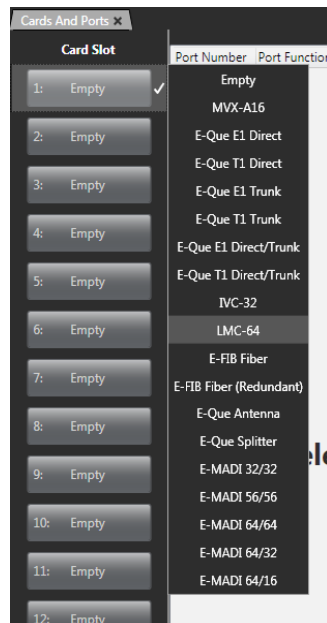 Cards And Ports ×
Card Slot
Port Number Port Function
1: Empty
2: Empty
3: Empty
4: Empty
5: Empty
6: Empty
7: Empty
8: Empty
9: Empty
10: Empty
11: Empty
12: Empty
Empty
MVX-A16
E-Que E1 Direct
E-Que T1 Direct
E-Que E1 Trunk
E-Que T1 Trunk
E-Que E1 Direct/Trunk
E-Que T1 Direct/Trunk
IVC-32
LMC-64
E-FIB Fiber
E-FIB Fiber (Redundant)
E-Que Antenna
E-Que Splitter
E-MADI 32/32
E-MADI 56/56
E-MADI 64/64
E-MADI 64/32
E-MADI 64/16